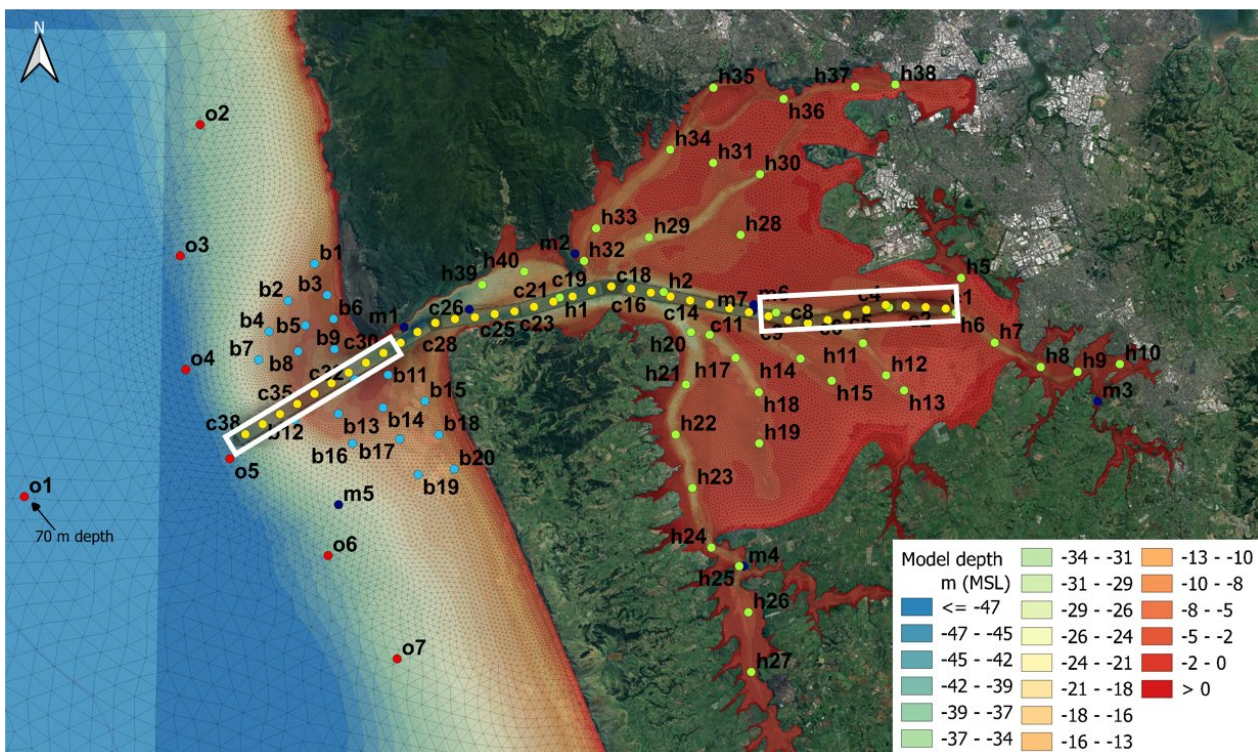 N
h35
h37
h38
o2
h36
h34
h31
h30
h33
h29
h28
o3
m2
h32
b1
h40
h5
b2
b3
h39
c19
c18
h2
b6
c21
m7
m6
c4
c1
b4
b5
m1
c26
c23
h1
c16
c14
c8
c2
h6
b9
c30
c28
c25
c11
c9
c5
h7
b7
b8
h20
h11
o4
c32
b11
h21
h17
h14
h12
h8
h9
h10
c35
b15
h15
h13
m3
c38
b13
b14
h18
b12
b18
h22
h19
o5
b16
b17
b20
o1
b19
h23
70 m depth
m5
h24
m4
o6
h25
h26
o7
h27
Model depth
m (MSL)
<= -47
-47 - -45
-45 - -42
-42 - -39
-39 - -37
-37 - -34
-34 - -31
-31 - -29
-29 - -26
-26 - -24
-24 - -21
-21 - -18
-18 - -16
-16 - -13
-13 - -10
-10 - -8
-8 - -5
-5 - -2
-2 - 0
> 0